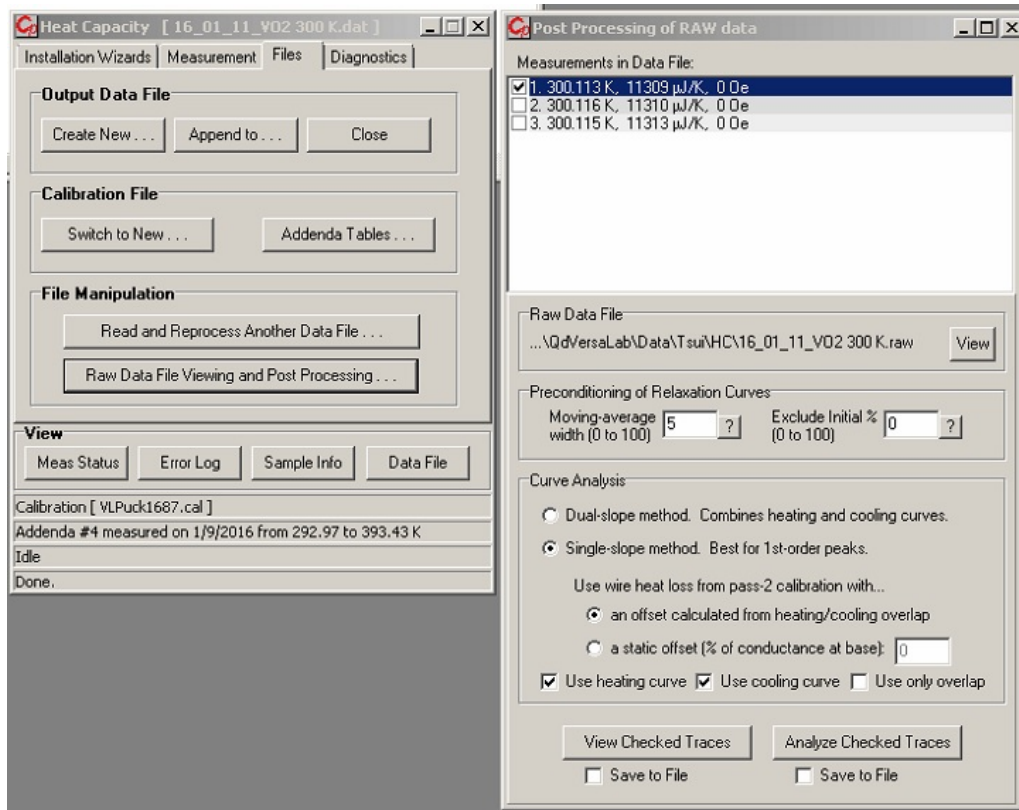 Heat Capacity [ 16_01_11_VO2 300 K.dat ]
Installation Wizards Measurement Files Diagnostics
Output Data File
Create New . . . Append to . . . Close
Calibration File
Switch to New . . . Addenda Tables . . .
File Manipulation
Read and Reprocess Another Data File . . .
Raw Data File Viewing and Post Processing . . .
View
Meas Status Error Log Sample Info Data File
Calibration [ VLPuck1687.cal ]
Addenda #4 measured on 1/9/2016 from 292.97 to 393.43 K
Idle
Done.
Post Processing of RAW data
Measurements in Data File:
1. 300.113 K, 11309 µJ/K, 0 Oe
2. 300.116 K, 11310 µJ/K, 0 Oe
3. 300.115 K, 11313 µJ/K, 0 Oe
Raw Data File
...\QdVersaLab\Data\Tsui\HC\16_01_11_VO2 300 K.raw View
Preconditioning of Relaxation Curves
Moving-average 5 ? Exclude Initial % 0 ?
width (0 to 100) (0 to 100)
Curve Analysis
Dual-slope method. Combines heating and cooling curves.
Single-slope method. Best for 1st-order peaks.
Use wire heat loss from pass-2 calibration with...
an offset calculated from heating/cooling overlap
a static offset (% of conductance at base): 0
Use heating curve Use cooling curve Use only overlap
View Checked Traces Analyze Checked Traces
Save to File Save to File